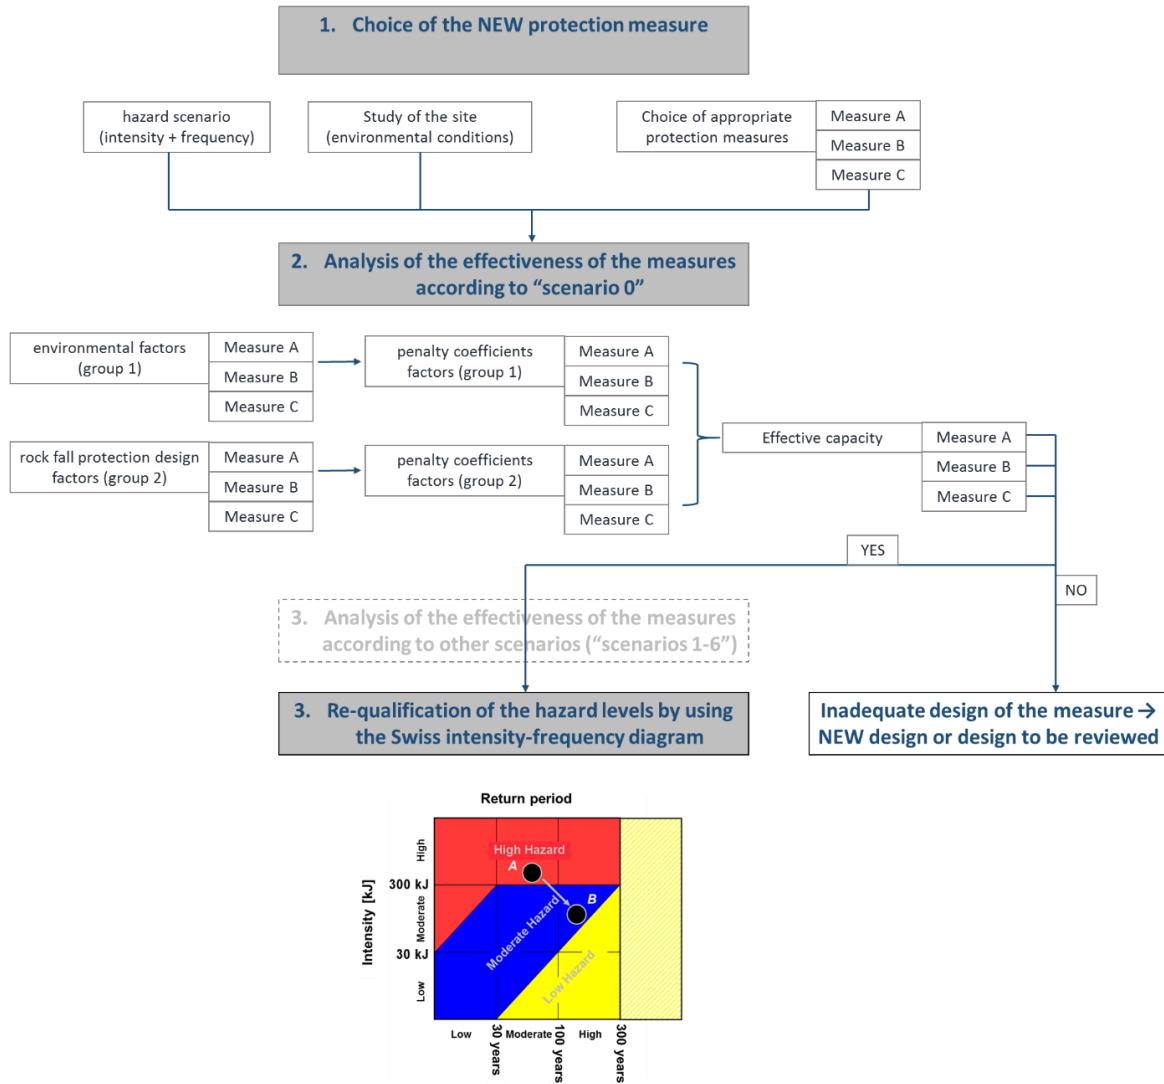 1. Choice of the NEW protection measure
hazard scenario
(intensity + frequency)
Study of the site
(environmental conditions)
Choice of appropriate
protection measures
Measure A
Measure B
Measure C
2. Analysis of the effectiveness of the measures
according to “scenario 0”
environmental factors
(group 1)
Measure A
Measure B
Measure C
penalty coefficients
factors (group 1)
Measure A
Measure B
Measure C
rock fall protection design
factors (group 2)
Measure A
Measure B
Measure C
penalty coefficients
factors (group 2)
Measure A
Measure B
Measure C
Effective capacity
Measure A
Measure B
Measure C
YES
NO
3. Analysis of the effectiveness of the measures
according to other scenarios (“scenarios 1-6”)
3. Re-qualification of the hazard levels by using
the Swiss intensity-frequency diagram
Inadequate design of the measure →
NEW design or design to be reviewed
Return period
Intensity [kJ]
High
300 kJ
Moderate
30 kJ
Low
High Hazard
A
B
Moderate Hazard
Low Hazard
Low
30 years
Moderate
100 years
High
300 years